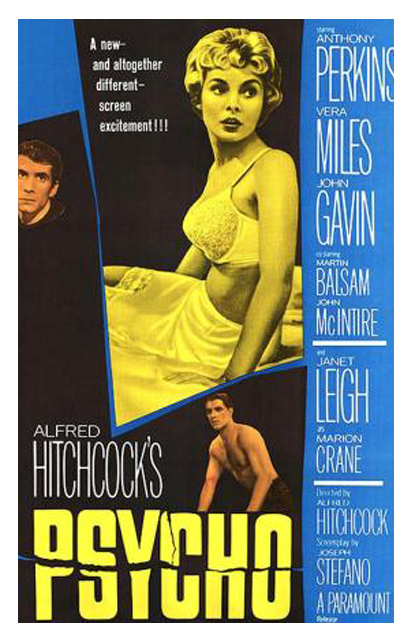 A new-
and altogether
different-
screen
excitement!!!
starring
ANTHONY
PERKINS
VERA
MILES
JOHN
GAVIN
co-starring
MARTIN
BALSAM
JOHN
McINTIRE
and
JANET
LEIGH
as
MARION
CRANE
Directed by
ALFRED
HITCHCOCK
Screenplay by
JOSEPH
STEFANO
A PARAMOUNT
Release
ALFRED
HITCHCOCK'S
PSYCHO